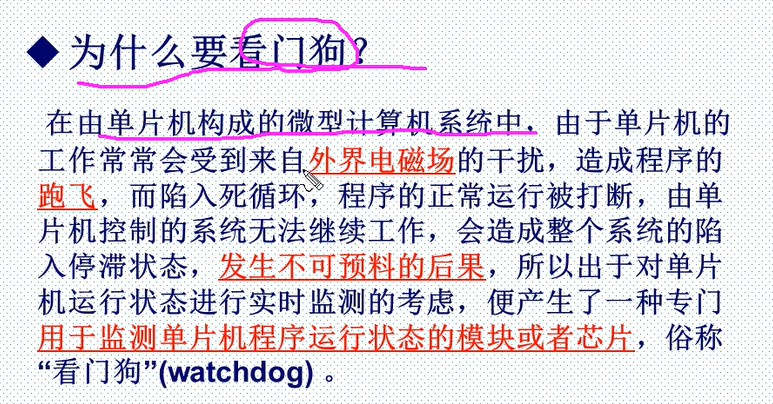 ◆ 为什么要看门狗?
在由单片机构成的微型计算机系统中，由于单片机的
工作常常会受到来自外界电磁场的干扰，造成程序的
跑飞，而陷入死循环，程序的正常运行被打断，由单
片机控制的系统无法继续工作，会造成整个系统的陷
入停滞状态，发生不可预料的后果，所以出于对单片
机运行状态进行实时监测的考虑，便产生了一种专门
用于监测单片机程序运行状态的模块或者芯片，俗称
“看门狗”(watchdog) 。